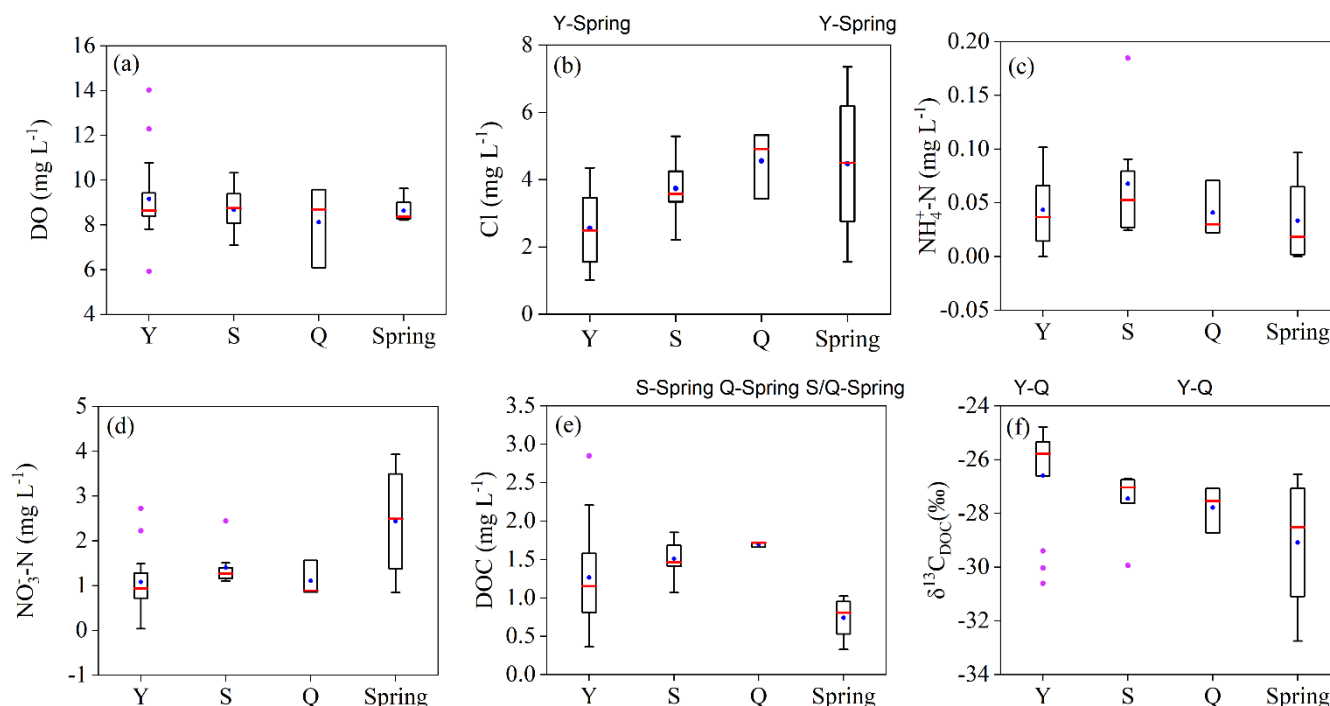 (a)
DO (mg L⁻¹)
16
14
12
10
8
6
4
Y S Q Spring
Y-Spring Y-Spring
(b)
Cl (mg L⁻¹)
8
6
4
2
0
Y S Q Spring
(c)
NH₄⁺-N (mg L⁻¹)
0.20
0.15
0.10
0.05
0.00
0.05
Y S Q Spring
(d)
NO₃⁻-N (mg L⁻¹)
5
4
3
2
1
0
-1
Y S Q Spring
S-Spring Q-Spring S/Q-Spring
(e)
DOC (mg L⁻¹)
3.5
3.0
2.5
2.0
1.5
1.0
0.5
0.0
Y S Q Spring
Y-Q Y-Q
(f)
δ¹³C_DOC(‰)
-24
-26
-28
-30
-32
-34
Y S Q Spring